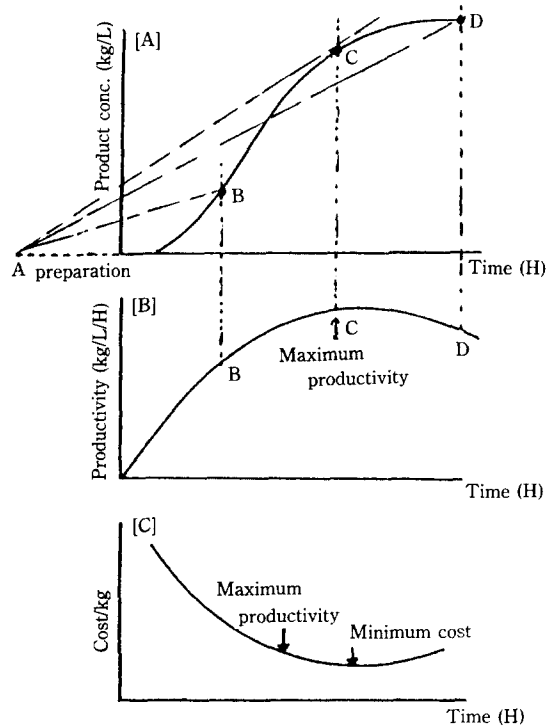 [A]
Product conc. (kg/L)
D
C
B
A preparation
Time (H)
[B]
Productivity (kg/L/H)
B
C
Maximum
productivity
D
Time (H)
[C]
Cost/kg
Maximum
productivity
Minimum cost
Time (H)